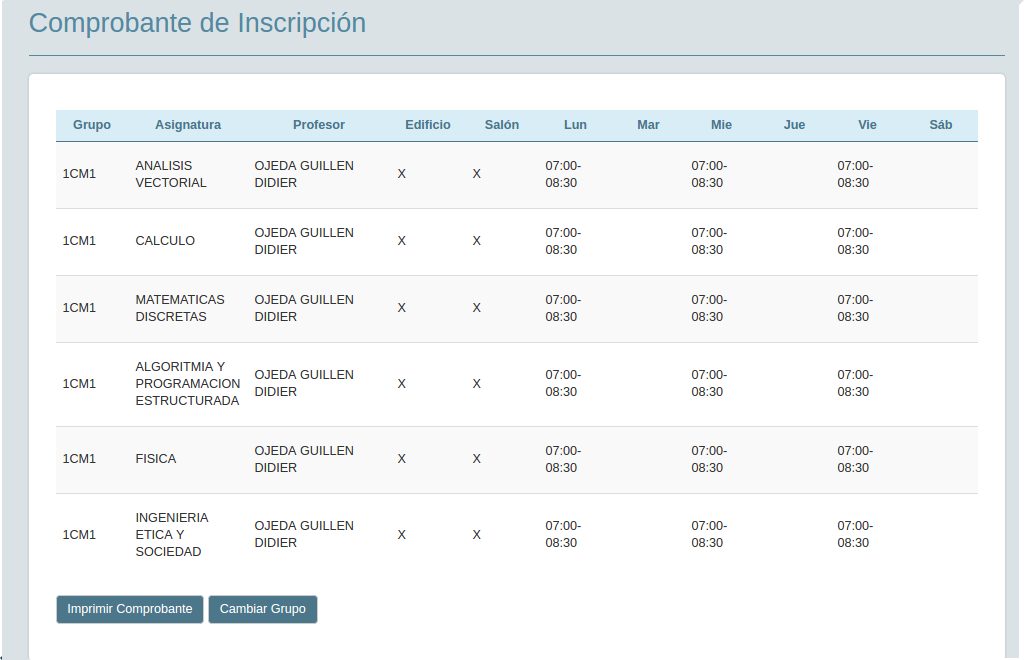 Comprobante de Inscripción
Grupo Asignatura Profesor Edificio Salón Lun Mar Mie Jue Vie Sáb
1CM1 ANALISIS VECTORIAL OJEDA GUILLEN DIDIER X X 07:00-08:30 07:00-08:30 07:00-08:30
1CM1 CALCULO OJEDA GUILLEN DIDIER X X 07:00-08:30 07:00-08:30 07:00-08:30
1CM1 MATEMATICAS DISCRETAS OJEDA GUILLEN DIDIER X X 07:00-08:30 07:00-08:30 07:00-08:30
1CM1 ALGORITMIA Y PROGRAMACION ESTRUCTURADA OJEDA GUILLEN DIDIER X X 07:00-08:30 07:00-08:30 07:00-08:30
1CM1 FISICA OJEDA GUILLEN DIDIER X X 07:00-08:30 07:00-08:30 07:00-08:30
1CM1 INGENIERIA ETICA Y SOCIEDAD OJEDA GUILLEN DIDIER X X 07:00-08:30 07:00-08:30 07:00-08:30
Imprimir Comprobante Cambiar Grupo